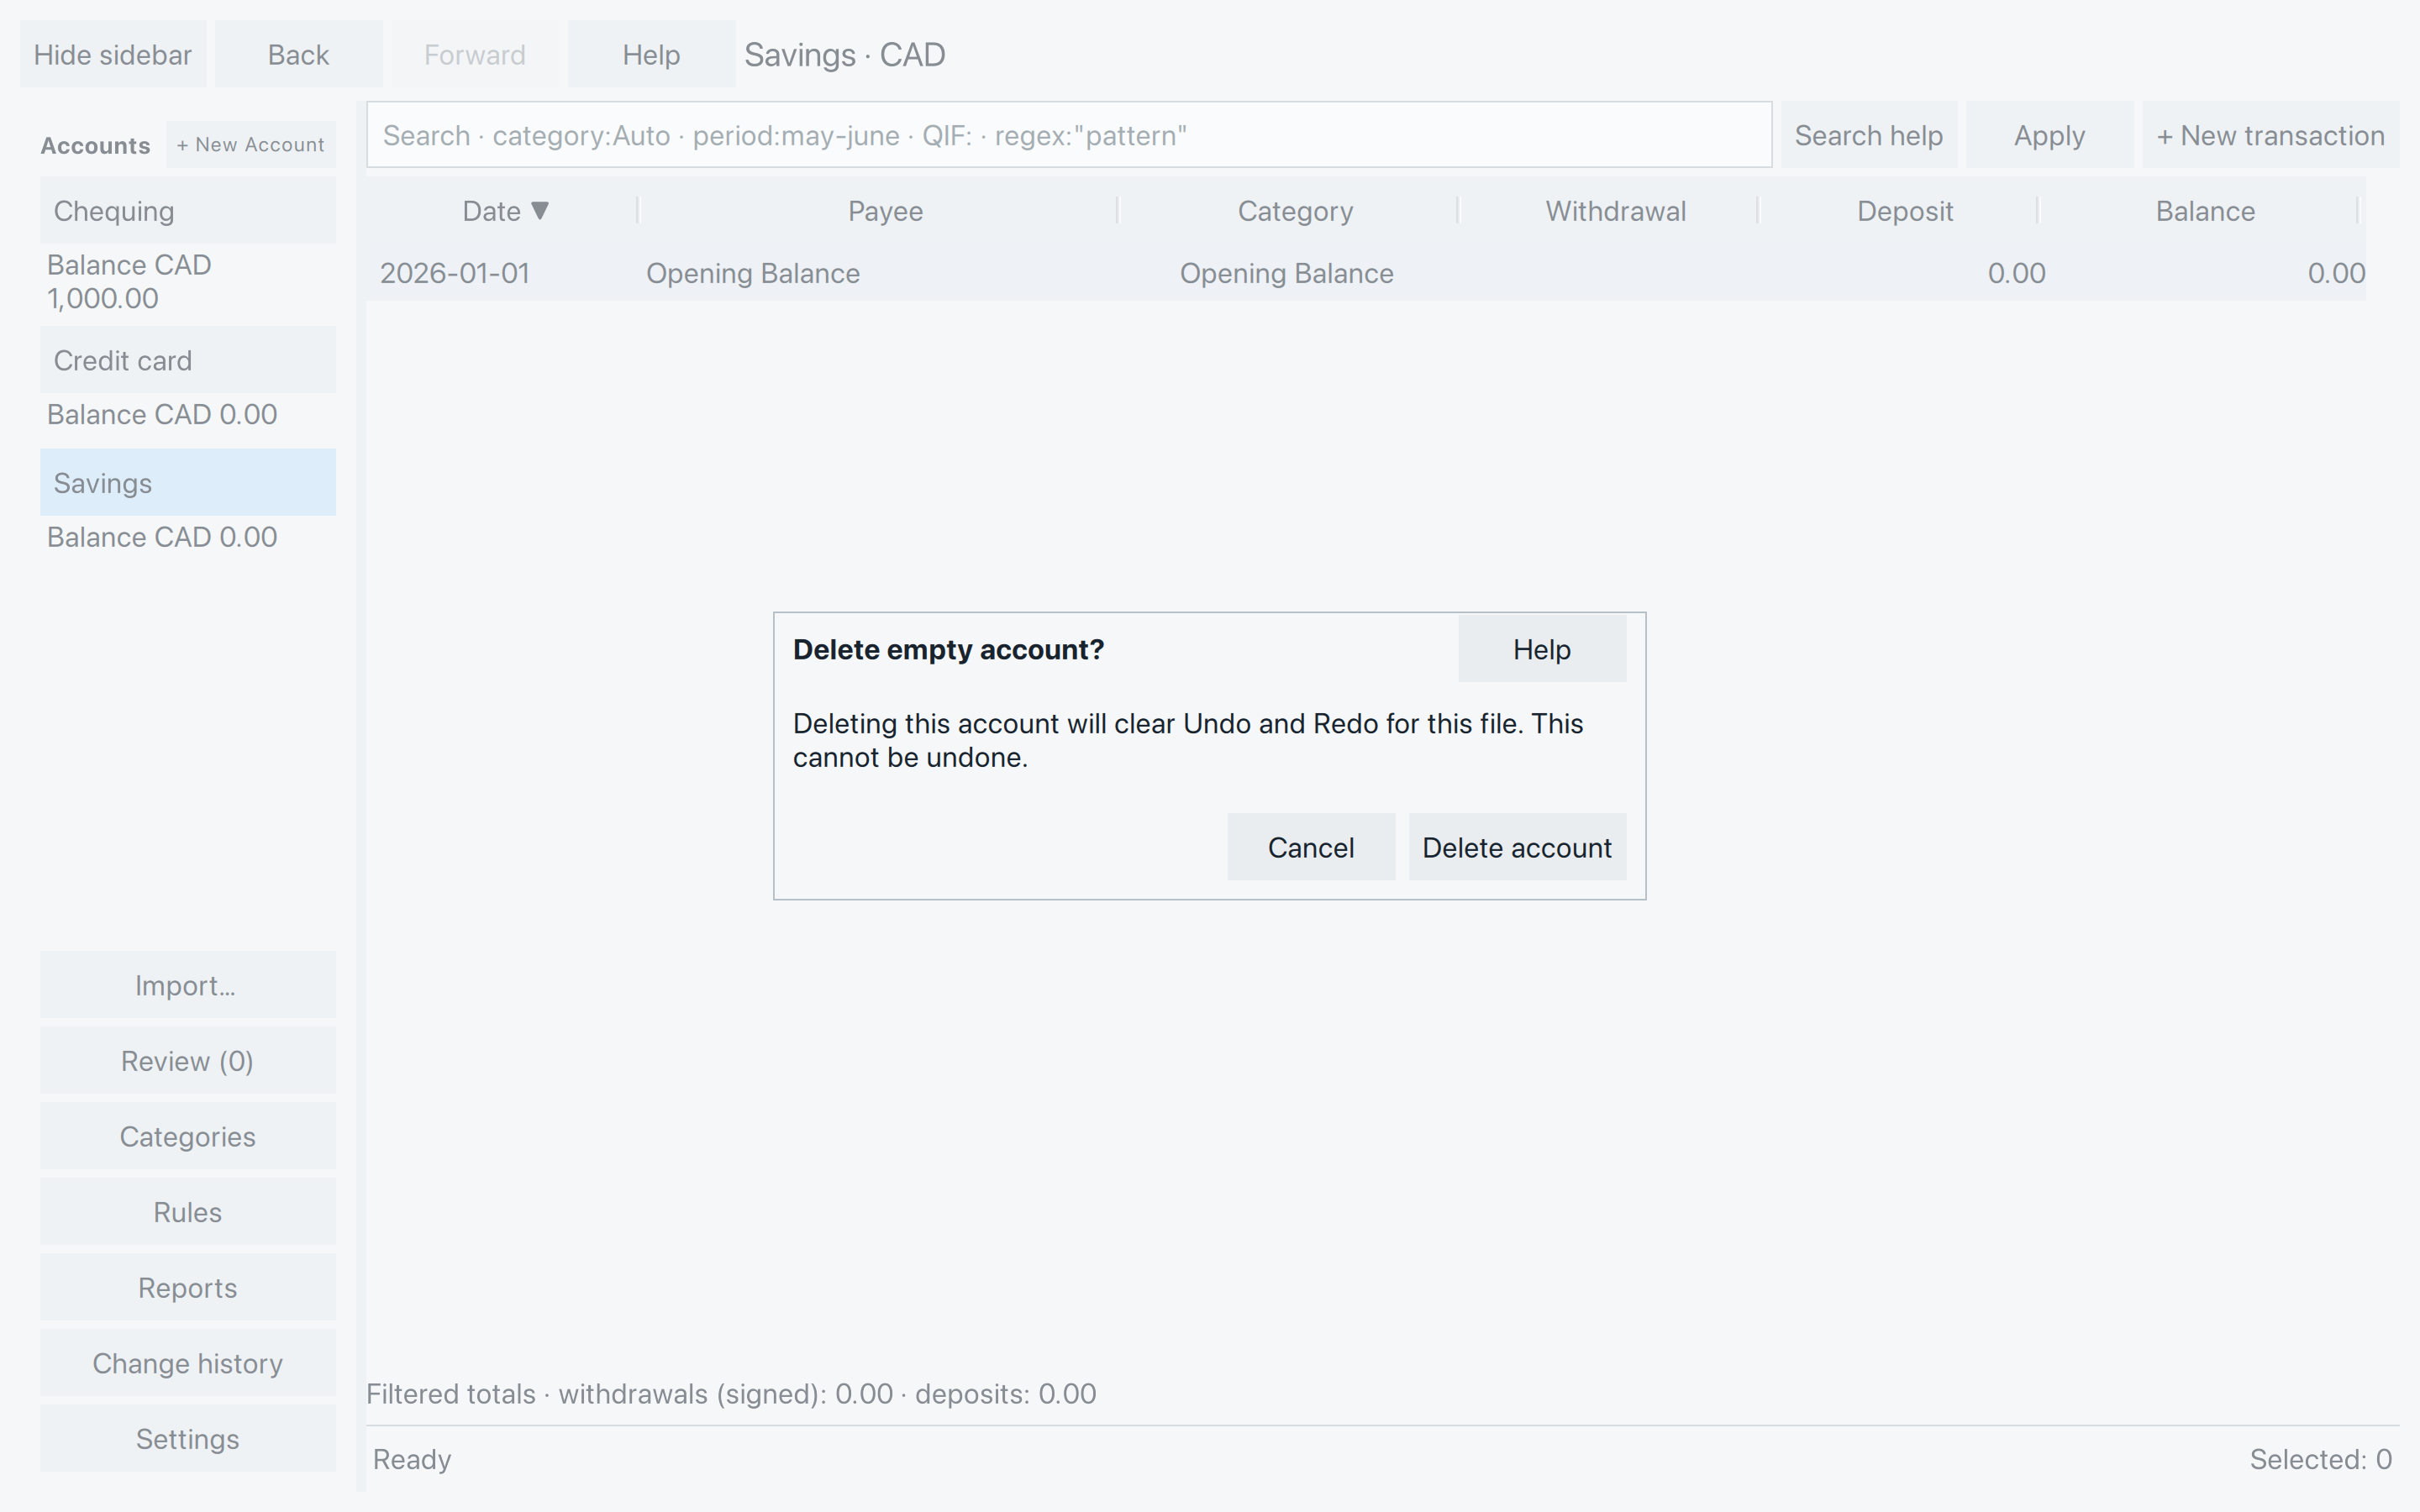 Hide sidebar Back Forward Help Savings · CAD
Accounts + New Account
Search · category:Auto · period:may-june · QIF: · regex:"pattern" Search help Apply + New transaction
Chequing
Balance CAD
1,000.00
Credit card
Balance CAD 0.00
Savings
Balance CAD 0.00
Date ▼ Payee Category Withdrawal Deposit Balance
2026-01-01 Opening Balance Opening Balance 0.00 0.00
Delete empty account? Help
Deleting this account will clear Undo and Redo for this file. This
cannot be undone.
Cancel Delete account
Import...
Review (0)
Categories
Rules
Reports
Change history
Settings
Filtered totals · withdrawals (signed): 0.00 · deposits: 0.00
Ready Selected: 0